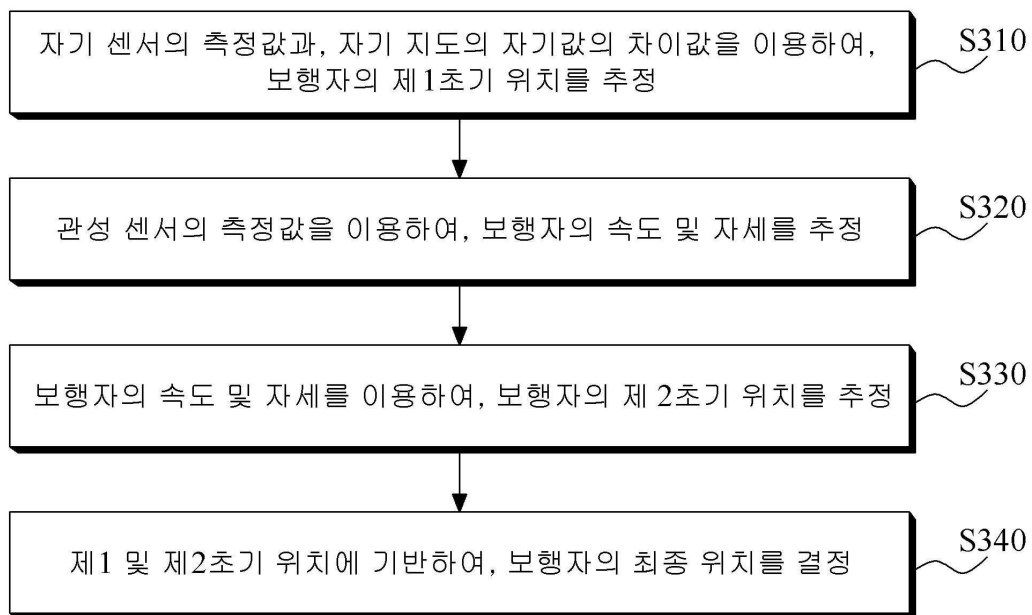 자기 센서의 측정값과, 자기 지도의 자기값의 차이값을 이용하여,
보행자의 제1초기 위치를 추정
S310
관성 센서의 측정값을 이용하여, 보행자의 속도 및 자세를 추정
S320
보행자의 속도 및 자세를 이용하여, 보행자의 제 2초기 위치를 추정
S330
제1 및 제2초기 위치에 기반하여, 보행자의 최종 위치를 결정
S340